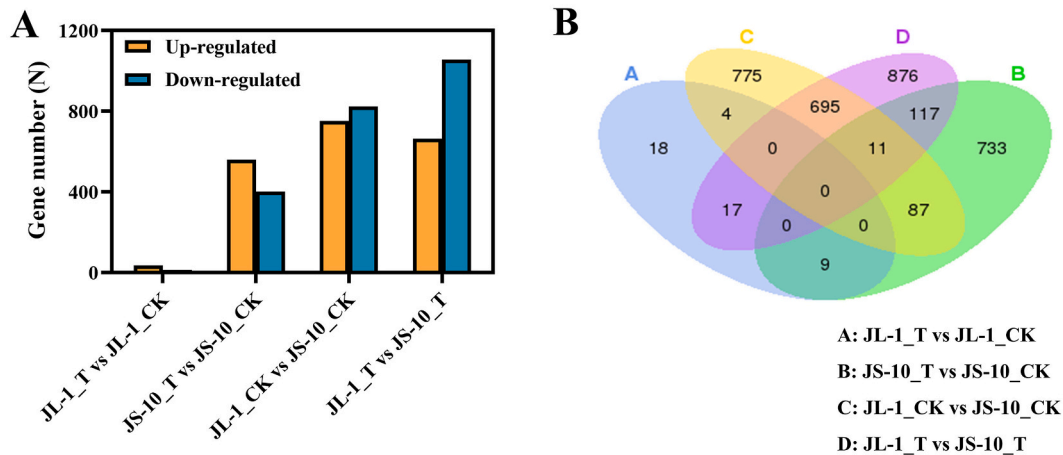 A
Gene number (N)
1200
800
400
0
Up-regulated
Down-regulated
JL-1_T vs JL-1_CK
JS-10_T vs JS-10_CK
JL-1_CK vs JS-10_CK
JL-1_T vs JS-10_T
B
C
D
A
B
775
876
4
695
117
18
0
11
733
0
17
87
0
0
9
A: JL-1_T vs JL-1_CK
B: JS-10_T vs JS-10_CK
C: JL-1_CK vs JS-10_CK
D: JL-1_T vs JS-10_T